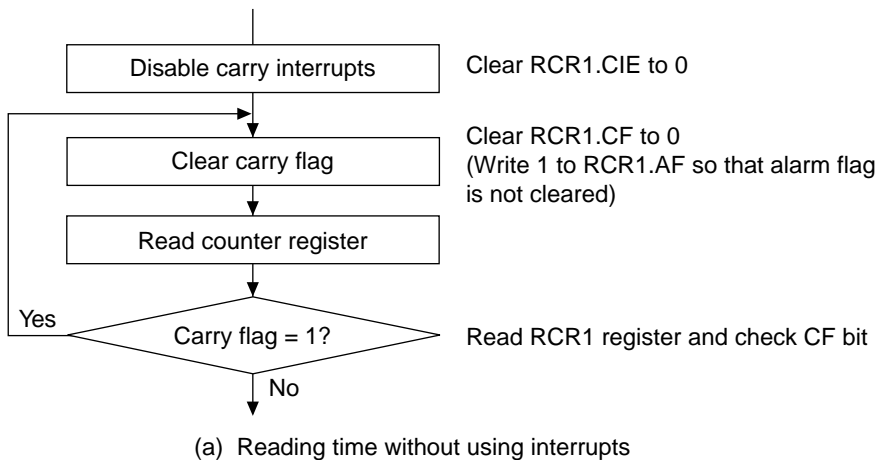 Disable carry interrupts
Clear RCR1.CIE to 0
Clear carry flag
Clear RCR1.CF to 0
(Write 1 to RCR1.AF so that alarm flag
is not cleared)
Read counter register
Yes
Carry flag = 1?
Read RCR1 register and check CF bit
No
(a) Reading time without using interrupts